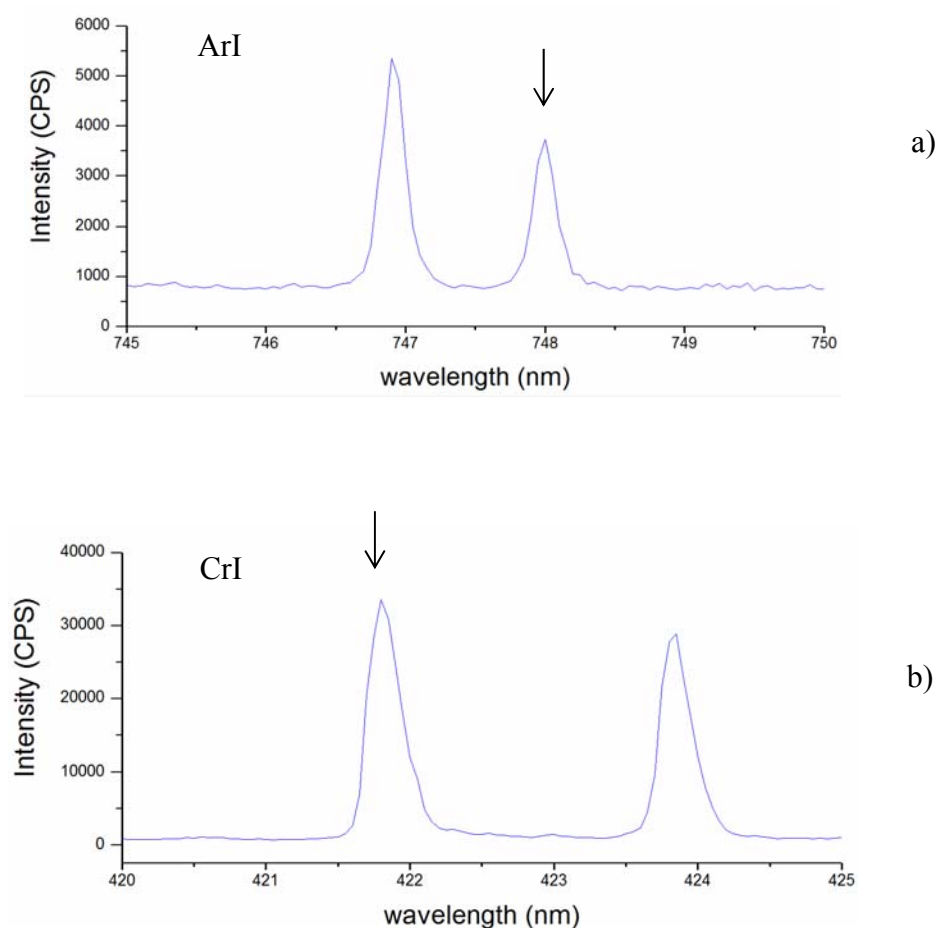 6000
ArI
5000
4000
a)
3000
2000
1000
0
Intensity (CPS)
745 746 747 748 749 750
wavelength (nm)
40000
CrI
30000
b)
20000
10000
0
Intensity (CPS)
420 421 422 423 424 425
wavelength (nm)